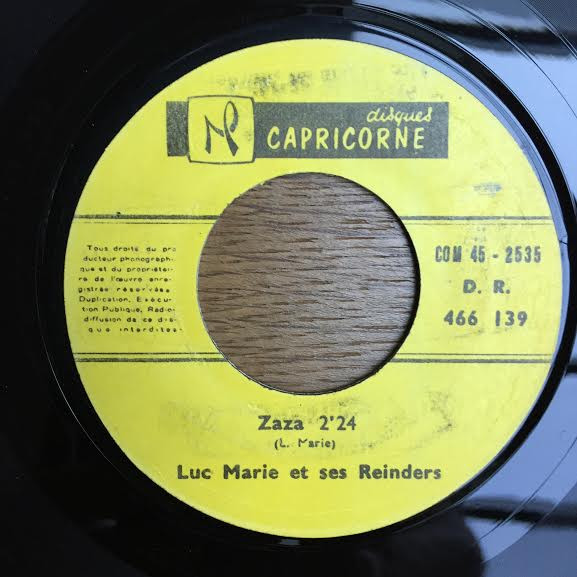 disques
CAPRICORNE
Tous droits du pro
ducteur phonographi-
que et du propriétai-
re de l'œuvre enre-
gistrée réservés.
Duplication, Exécu-
tion Publique, Radio-
diffusion de ce dis-
que interdites
COM 45 - 2535
D. R.
466 139
Zaza 2'24
(L. Marie)
Luc Marie et ses Reinders